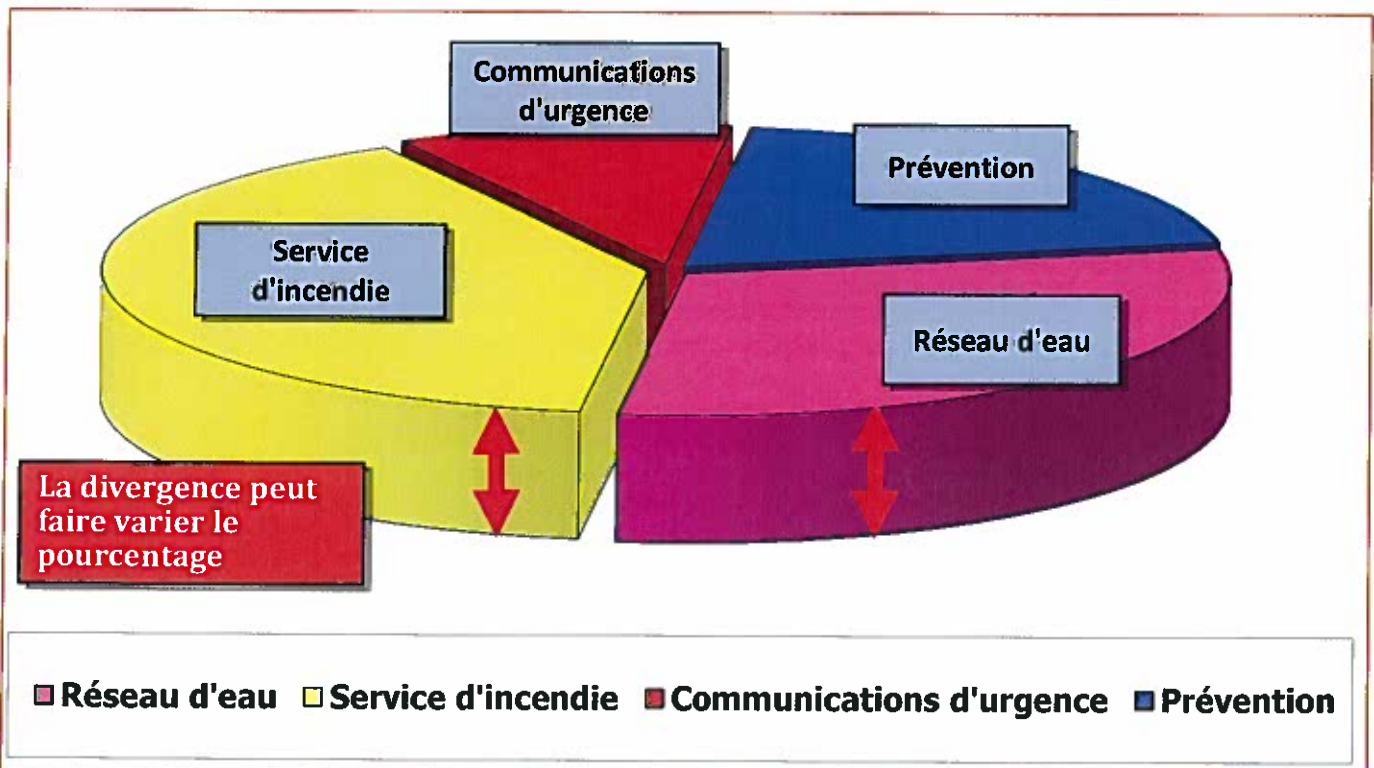 Communications
d'urgence
Prévention
Service
d'incendie
Réseau d'eau
La divergence peut
faire varier le
pourcentage
Réseau d'eau Service d'incendie Communications d'urgence Prévention